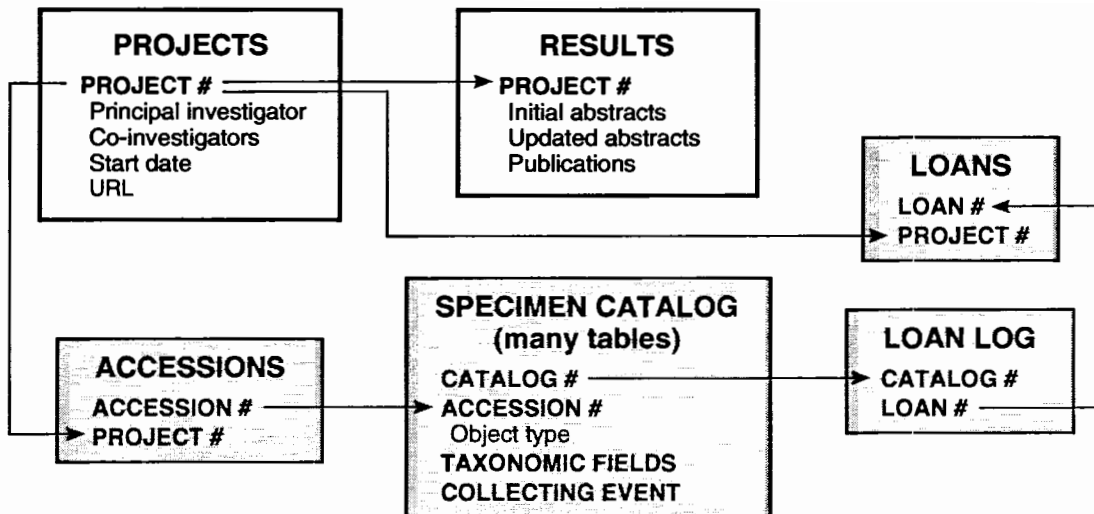 PROJECTS
PROJECT #
Principal investigator
Co-investigators
Start date
URL
RESULTS
PROJECT #
Initial abstracts
Updated abstracts
Publications
LOANS
LOAN #
PROJECT #
ACCESSIONS
ACCESSION #
PROJECT #
SPECIMEN CATALOG
(many tables)
CATALOG #
ACCESSION #
Object type
TAXONOMIC FIELDS
COLLECTING EVENT
LOAN LOG
CATALOG #
LOAN #